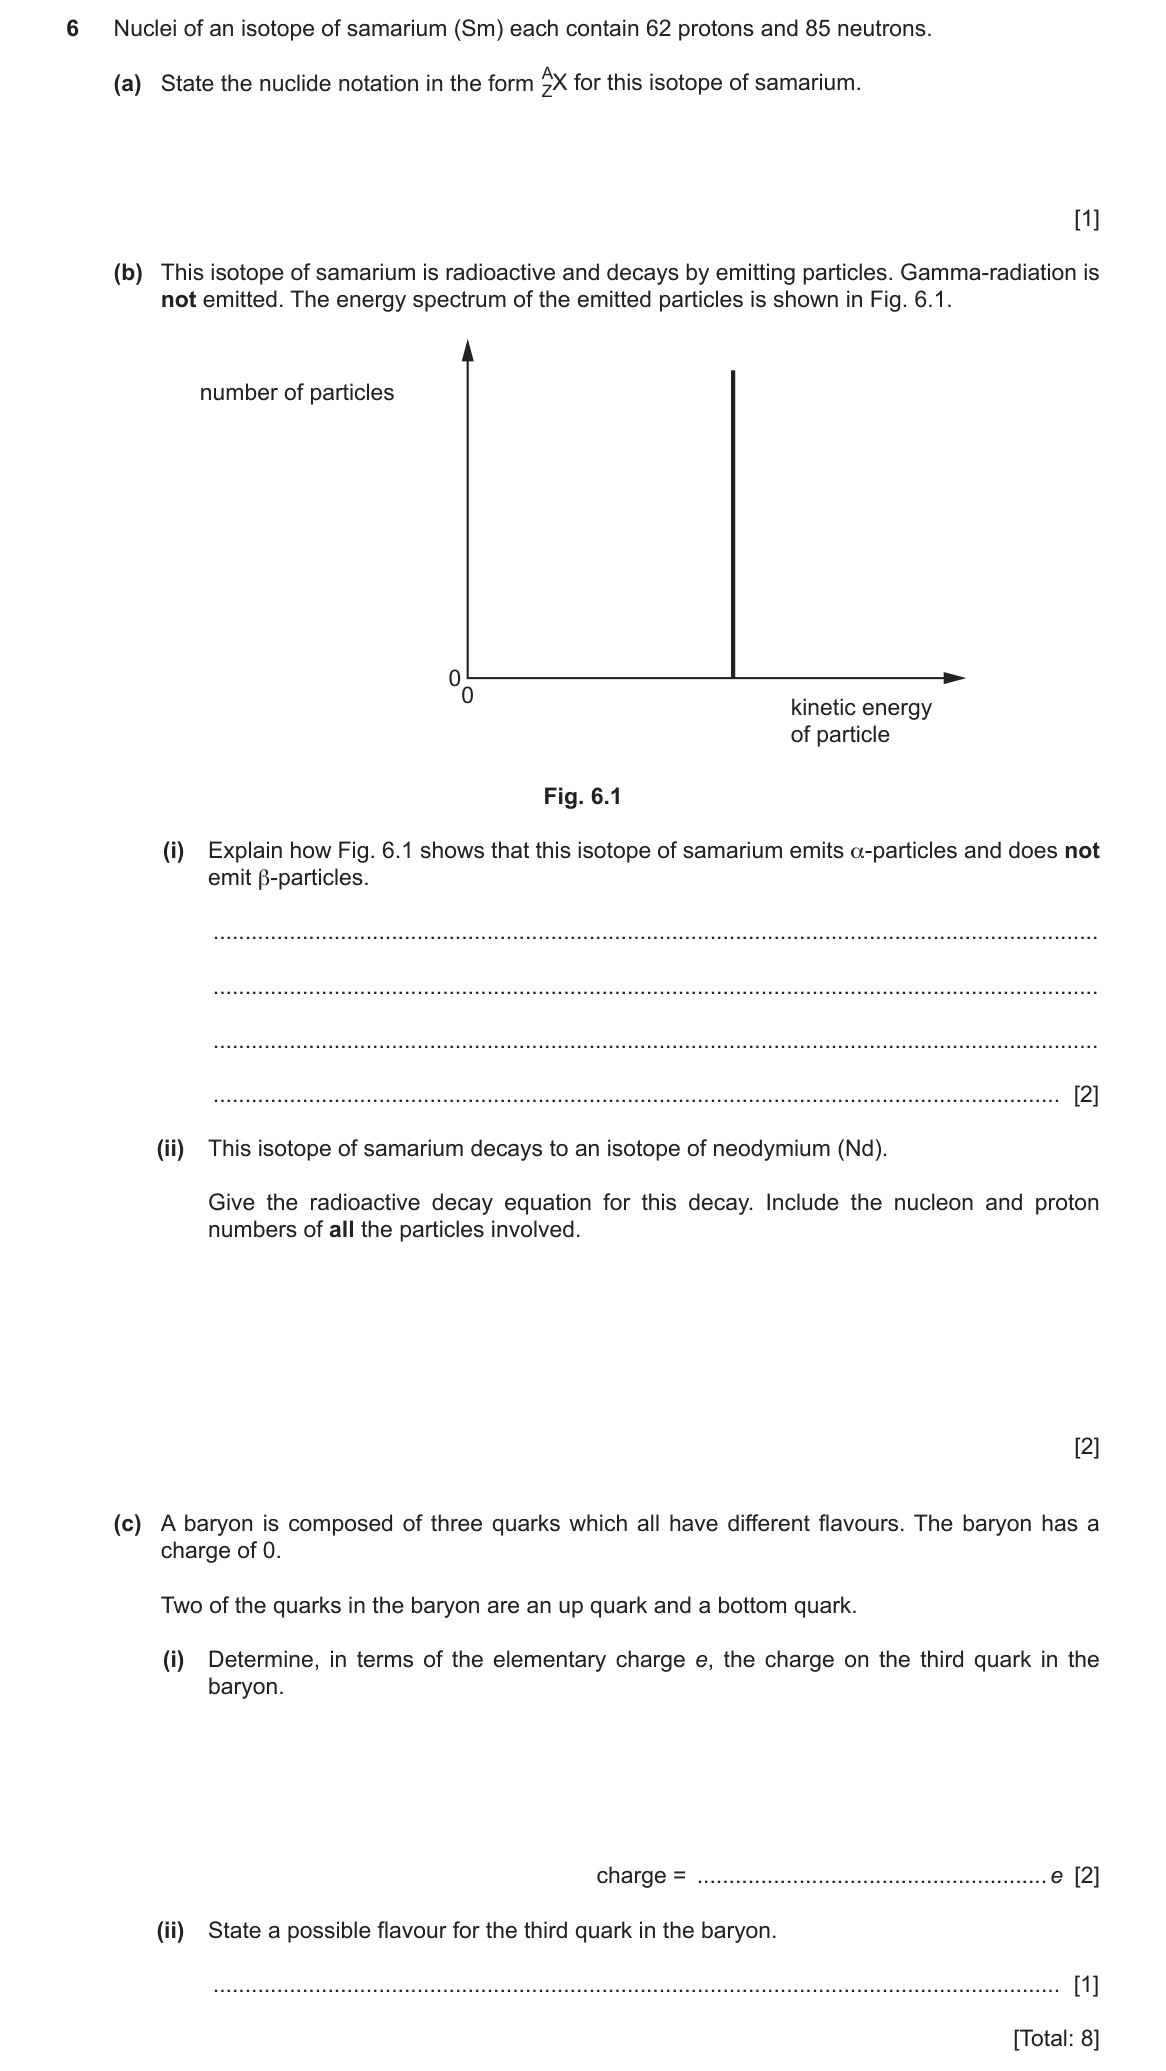 6 Nuclei of an isotope of samarium (Sm) each contain 62 protons and 85 neutrons.
(a) State the nuclide notation in the form ᴬ_ZX for this isotope of samarium.
[1]
(b) This isotope of samarium is radioactive and decays by emitting particles. Gamma-radiation is
not emitted. The energy spectrum of the emitted particles is shown in Fig. 6.1.
number of particles
0
0
kinetic energy
of particle
Fig. 6.1
(i) Explain how Fig. 6.1 shows that this isotope of samarium emits α-particles and does not
emit β-particles.
..........................................................................................................................................
..........................................................................................................................................
..........................................................................................................................................
.................................................................................................................................... [2]
(ii) This isotope of samarium decays to an isotope of neodymium (Nd).
Give the radioactive decay equation for this decay. Include the nucleon and proton
numbers of all the particles involved.
[2]
(c) A baryon is composed of three quarks which all have different flavours. The baryon has a
charge of 0.
Two of the quarks in the baryon are an up quark and a bottom quark.
(i) Determine, in terms of the elementary charge e, the charge on the third quark in the
baryon.
charge = ...................................................... e [2]
(ii) State a possible flavour for the third quark in the baryon.
.................................................................................................................................... [1]
[Total: 8]